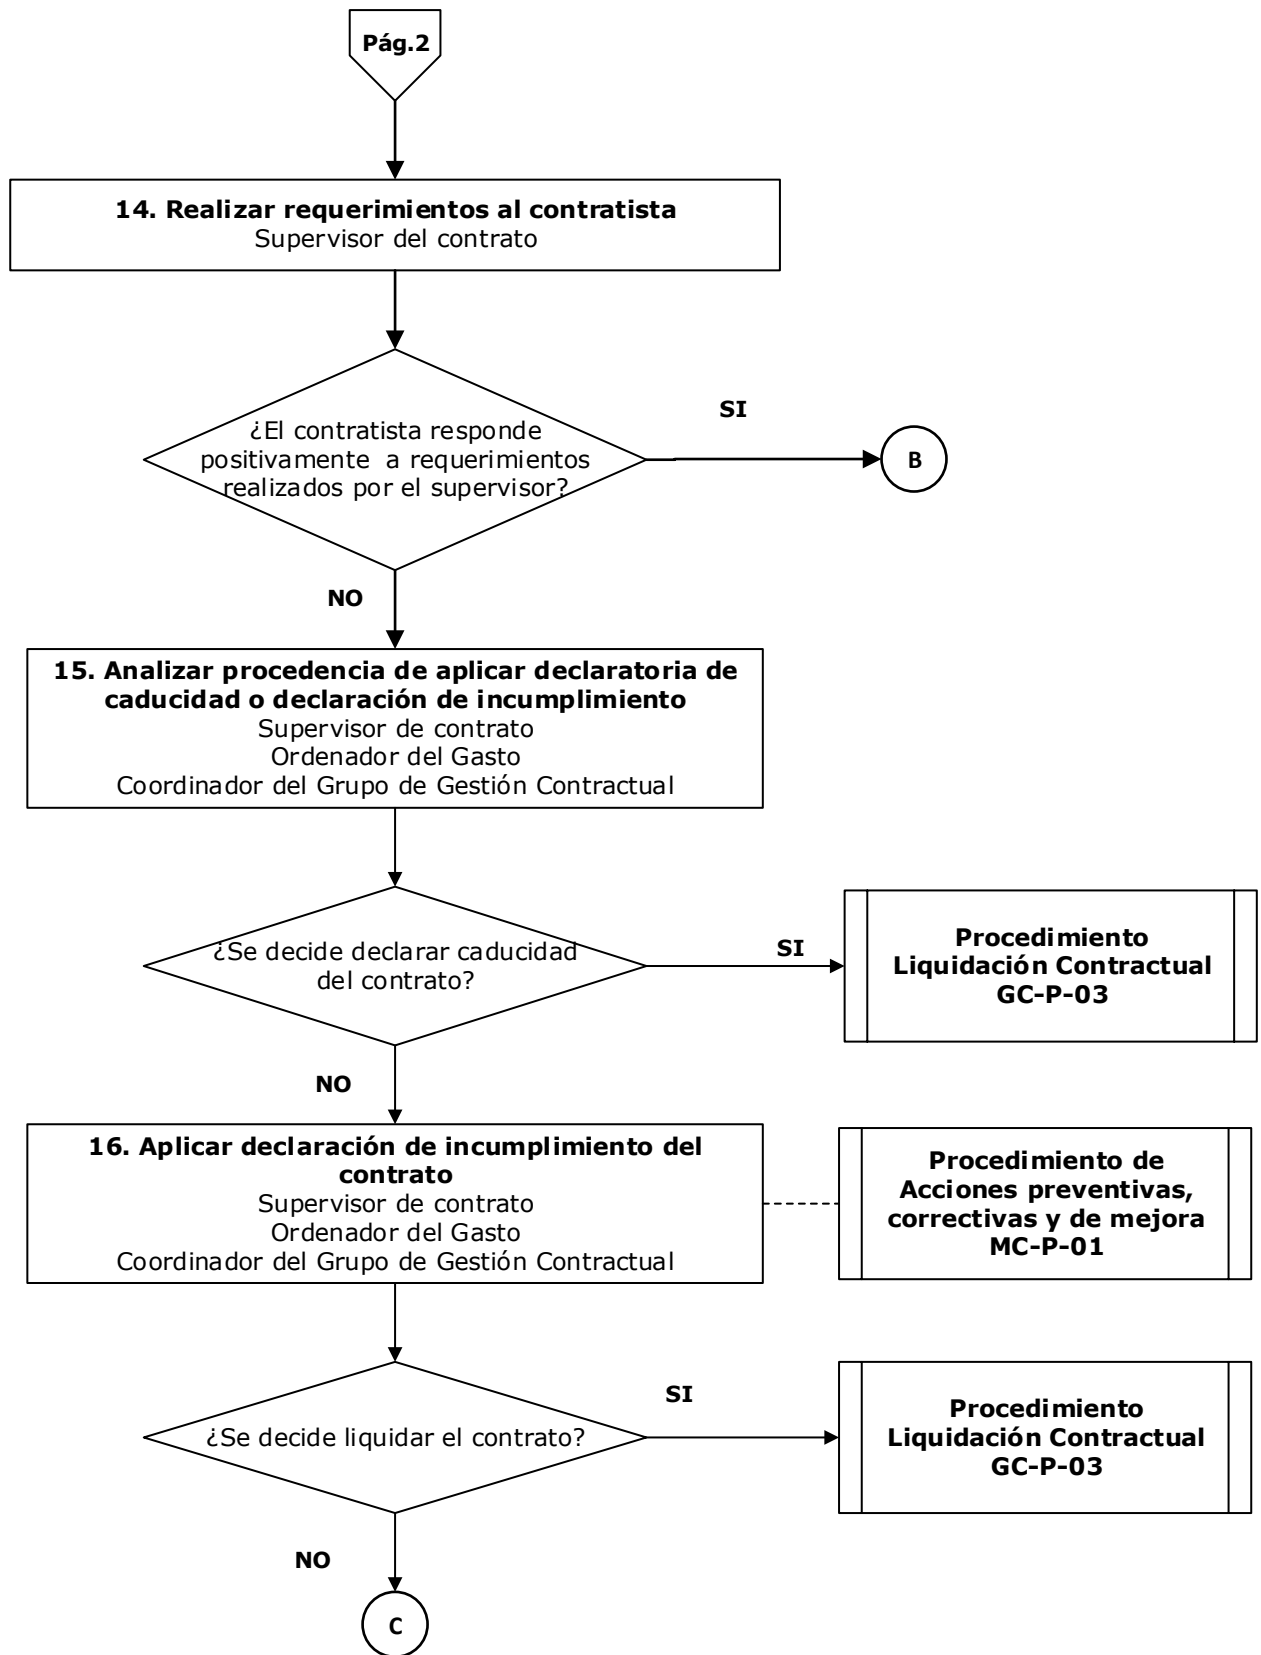 Pág.2
14. Realizar requerimientos al contratista
Supervisor del contrato
¿El contratista responde
positivamente a requerimientos
realizados por el supervisor?
SI
B
NO
15. Analizar procedencia de aplicar declaratoria de
caducidad o declaración de incumplimiento
Supervisor de contrato
Ordenador del Gasto
Coordinador del Grupo de Gestión Contractual
¿Se decide declarar caducidad
del contrato?
SI
Procedimiento
Liquidación Contractual
GC-P-03
NO
16. Aplicar declaración de incumplimiento del
contrato
Supervisor de contrato
Ordenador del Gasto
Coordinador del Grupo de Gestión Contractual
Procedimiento de
Acciones preventivas,
correctivas y de mejora
MC-P-01
¿Se decide liquidar el contrato?
SI
Procedimiento
Liquidación Contractual
GC-P-03
NO
C